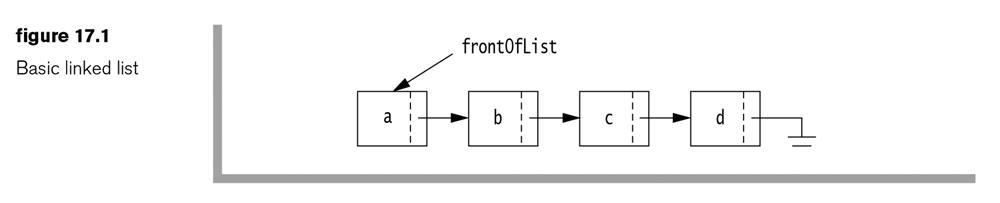 figure 17.1
Basic linked list
frontOfList
a b c d